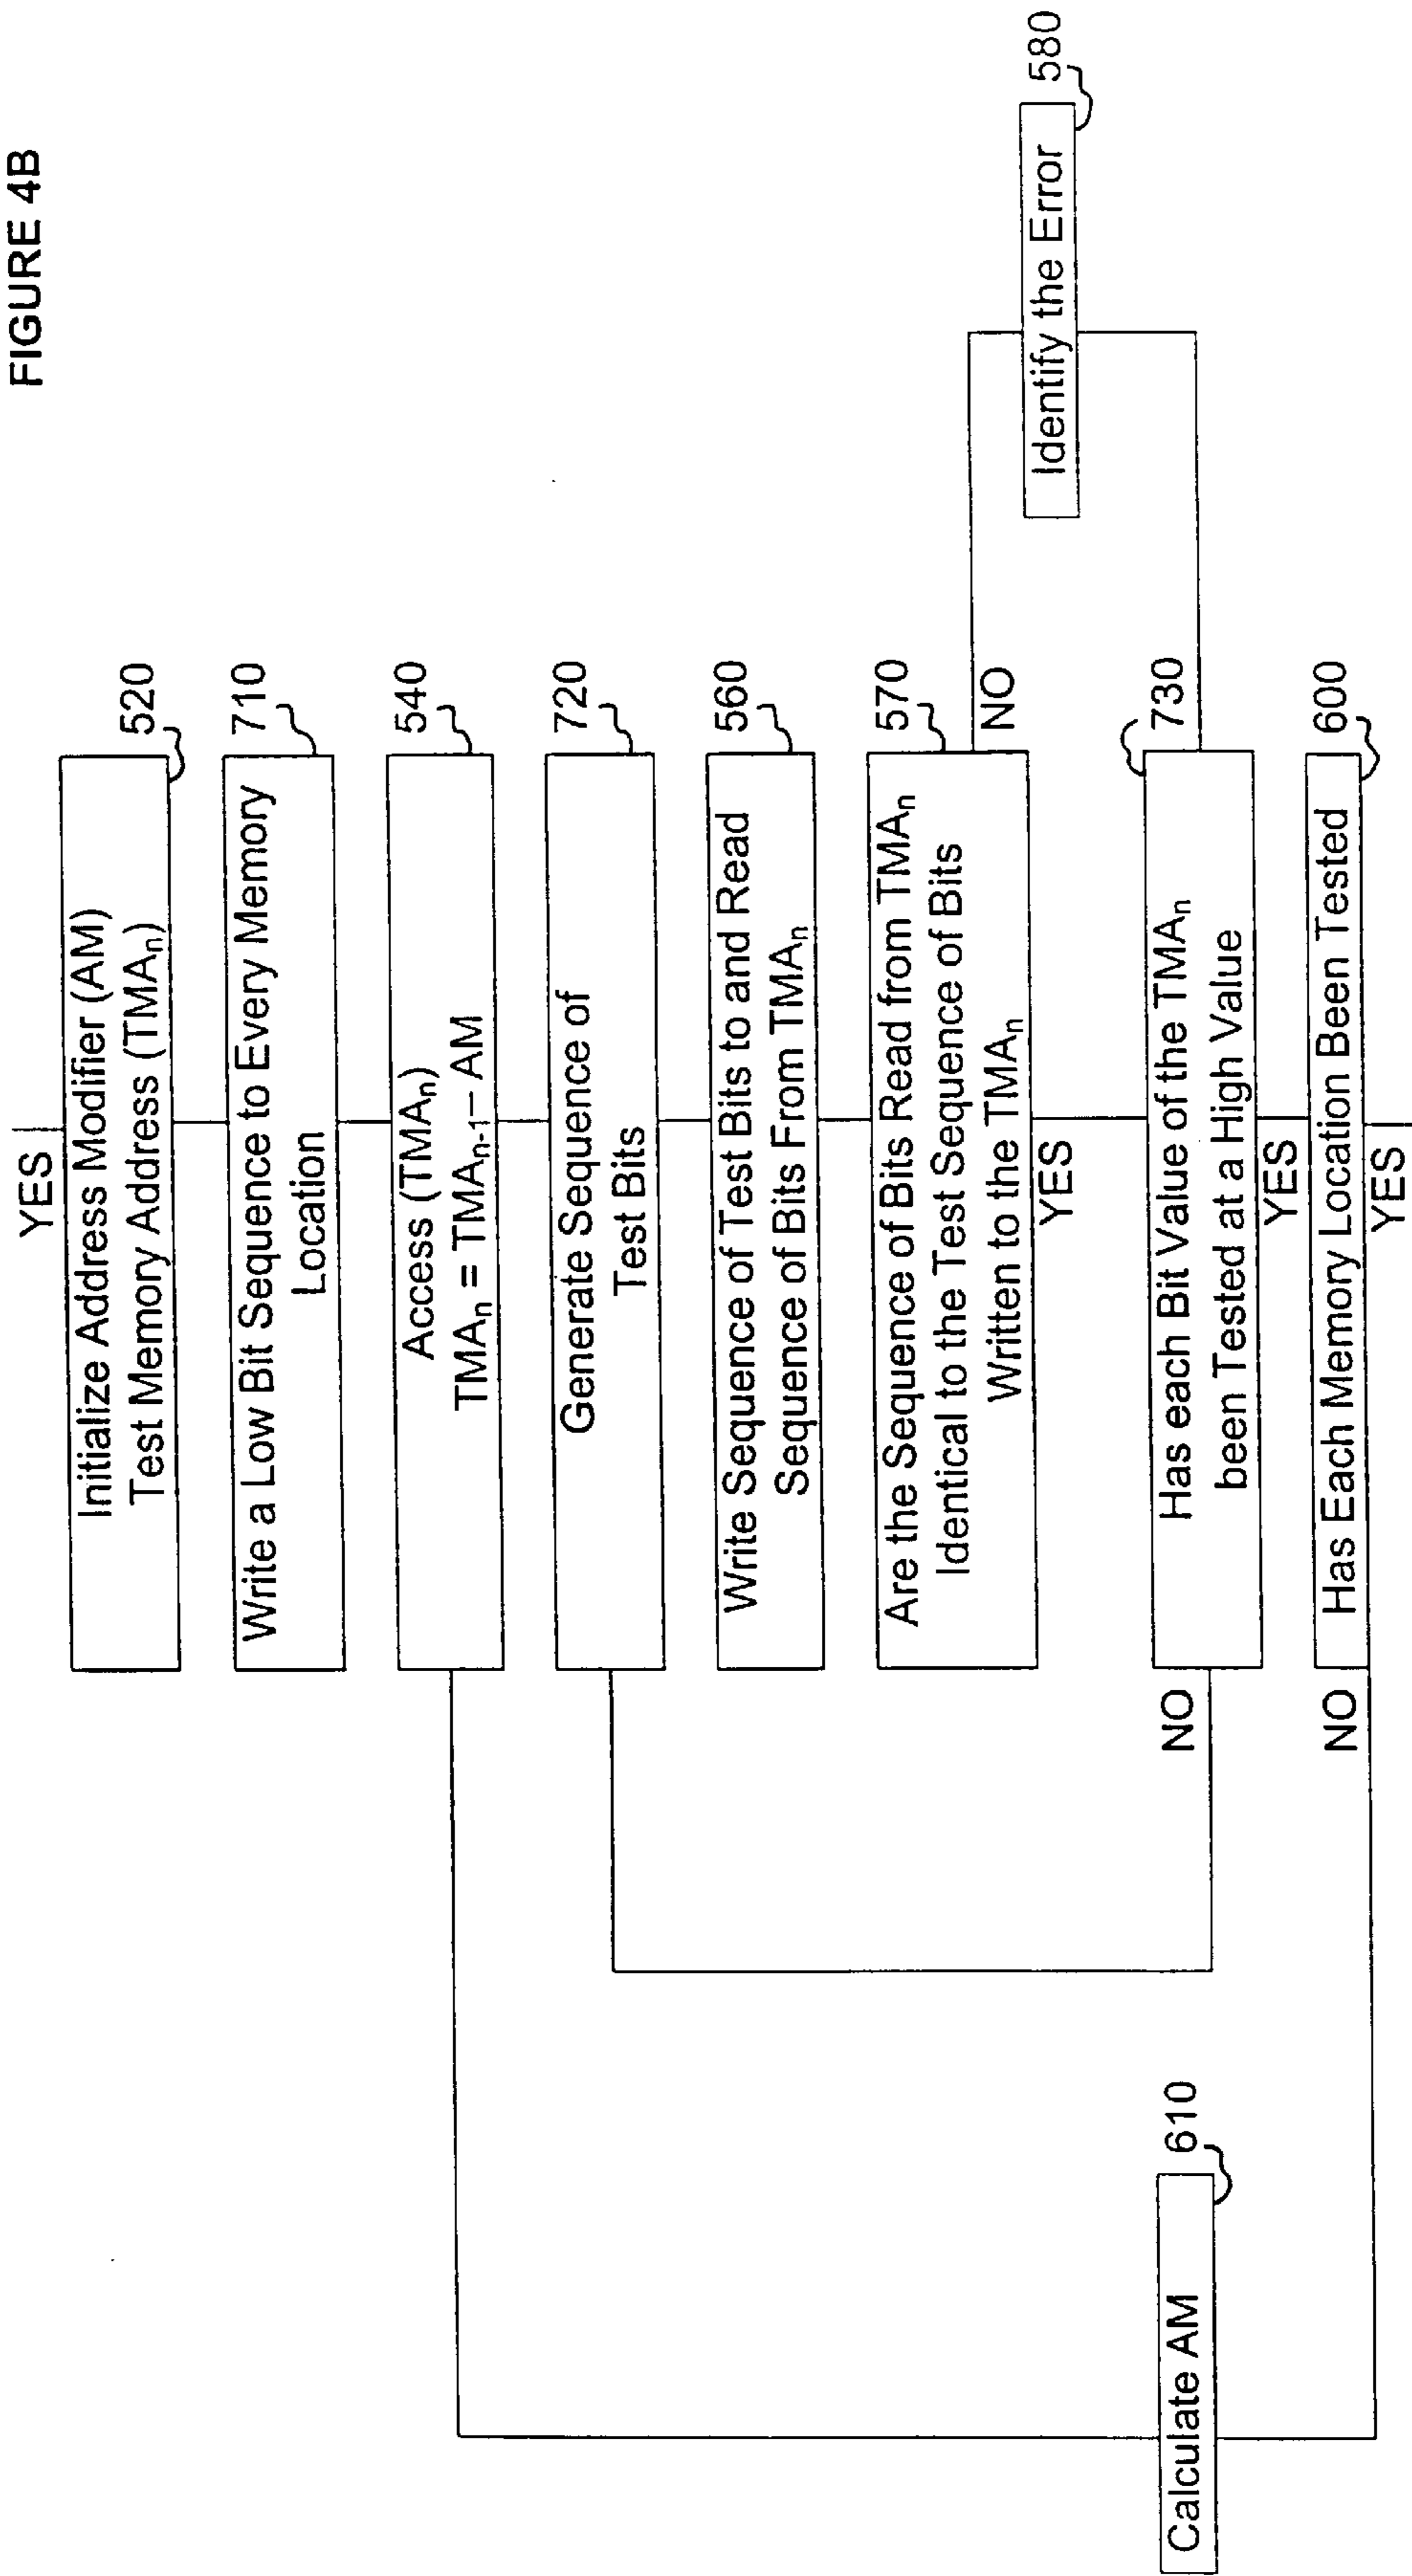 FIGURE 4B
YES
Initialize Address Modifier (AM)
Test Memory Address (TMAn)
520
Write a Low Bit Sequence to Every Memory
Location
710
Access (TMAn)
TMAn = TMAn-1 – AM
540
Generate Sequence of
Test Bits
720
Write Sequence of Test Bits to and Read
Sequence of Bits From TMAn
560
Are the Sequence of Bits Read from TMAn
Identical to the Test Sequence of Bits
Written to the TMAn
570
NO
YES
Identify the Error
580
Has each Bit Value of the TMAn
been Tested at a High Value
730
NO
YES
Has Each Memory Location Been Tested
600
NO
YES
Calculate AM
610